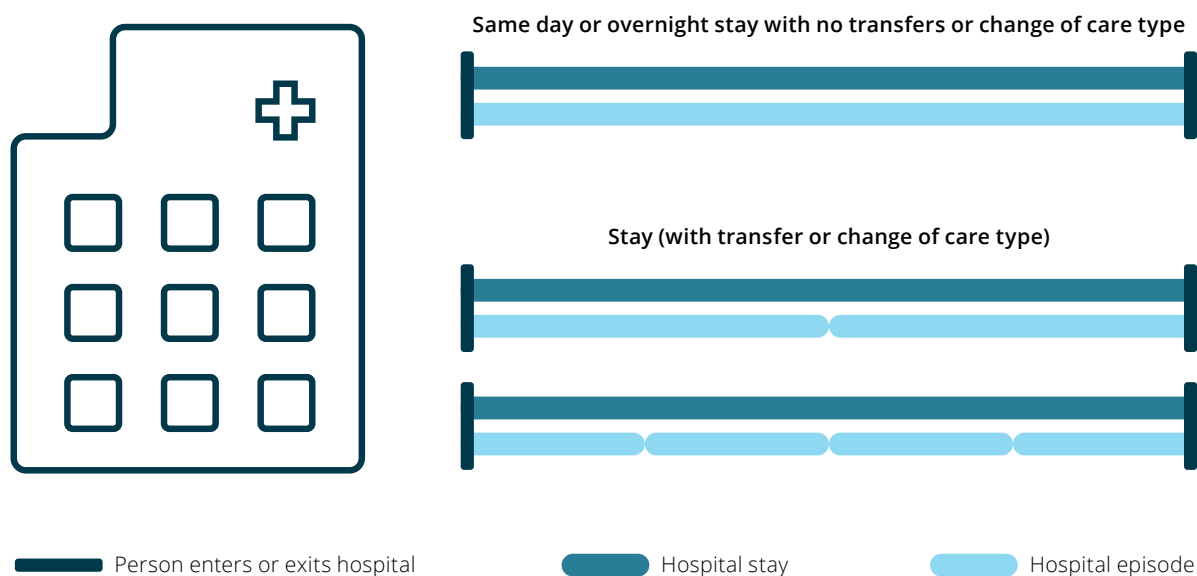 Same day or overnight stay with no transfers or change of care type
Stay (with transfer or change of care type)
Person enters or exits hospital
Hospital stay
Hospital episode